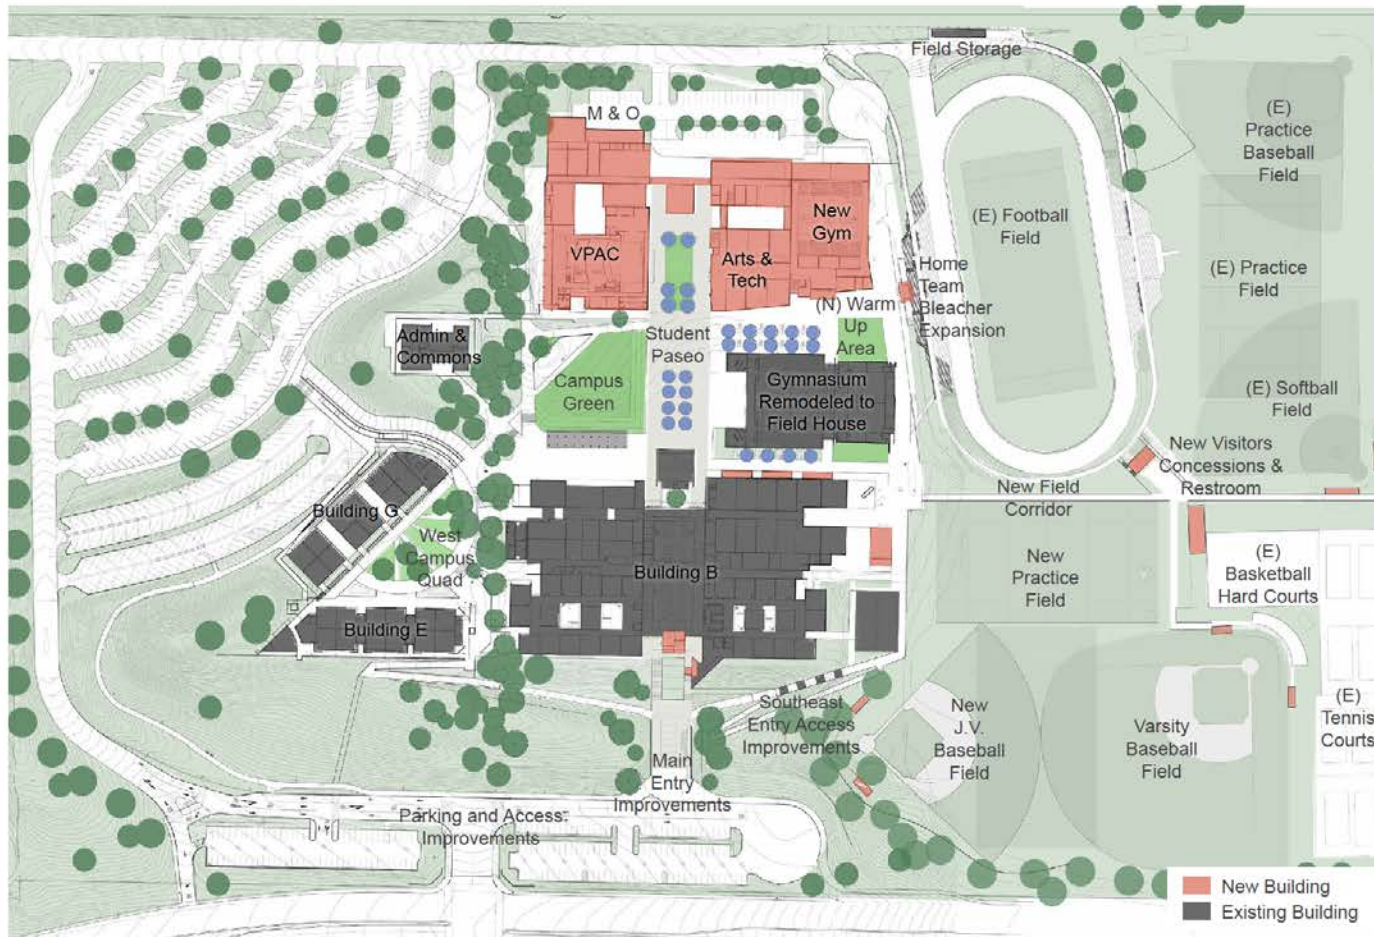 Field Storage
M & O
(E)
Practice
Baseball
Field
(E) Football
Field
New
Gym
VPAC
Arts &
Tech
(E) Practice
Field
Home
Team
Bleacher
Expansion
(N) Warm
Up
Area
Student
Paseo
Admin &
Commons
Campus
Green
Gymnasium
Remodeled to
Field House
(E) Softball
Field
New Visitors
Concessions &
Restroom
New Field
Corridor
Building G
West
Campus
Quad
Building B
New
Practice
Field
(E)
Basketball
Hard Courts
Building E
Southeast
Entry Access
Improvements
New
J.V.
Baseball
Field
Varsity
Baseball
Field
(E)
Tennis
Courts
Main
Entry
Improvements
Parking and Access
Improvements
New Building
Existing Building